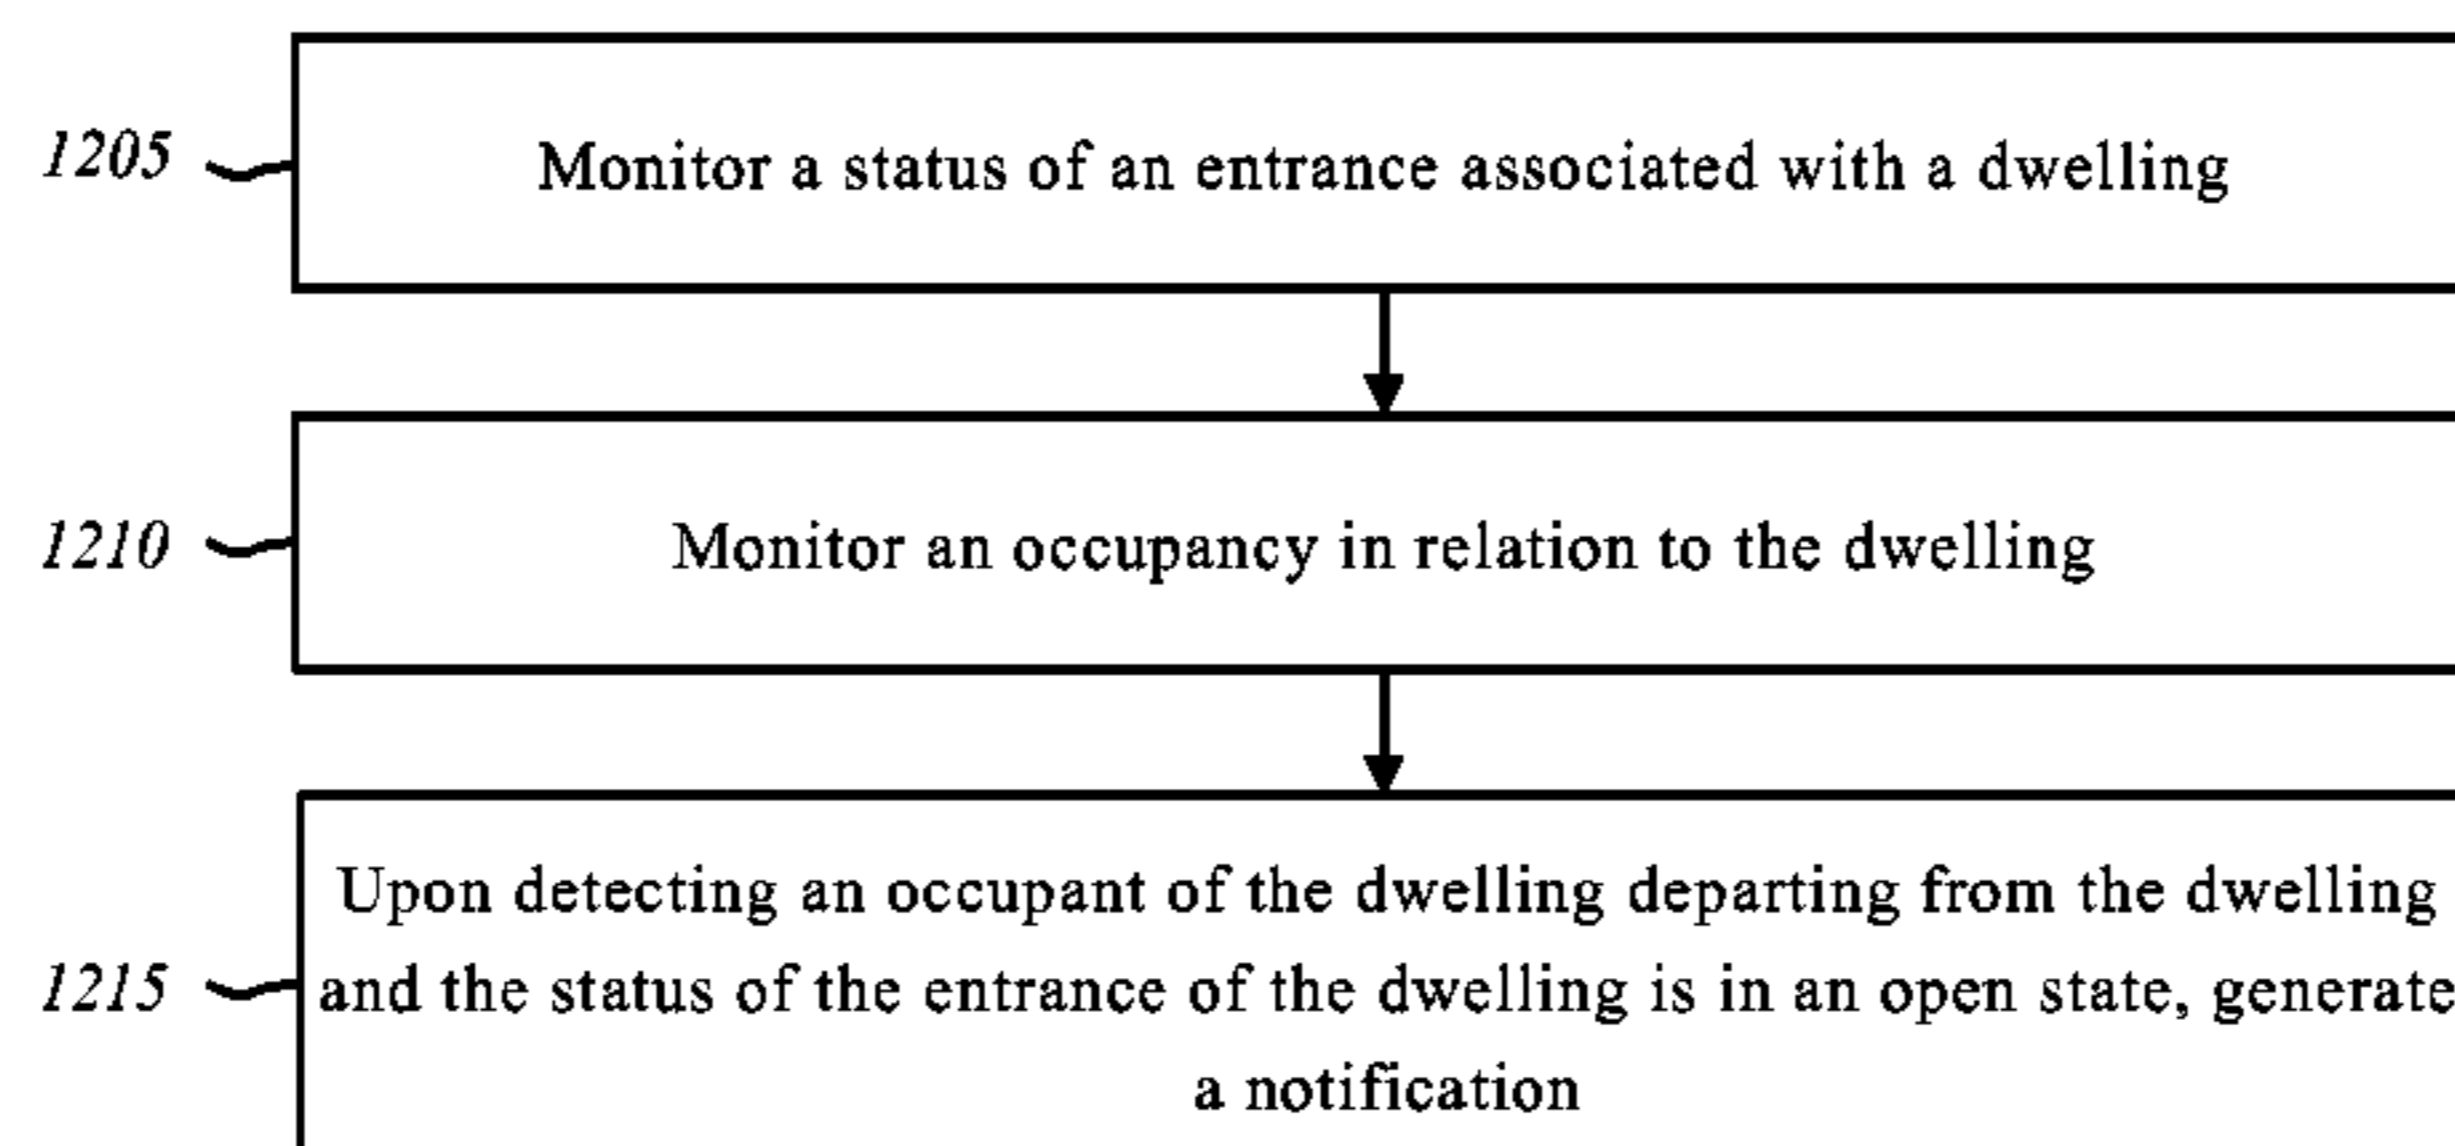 1205
Monitor a status of an entrance associated with a dwelling
1210
Monitor an occupancy in relation to the dwelling
Upon detecting an occupant of the dwelling departing from the dwelling
1215
and the status of the entrance of the dwelling is in an open state, generate
a notification